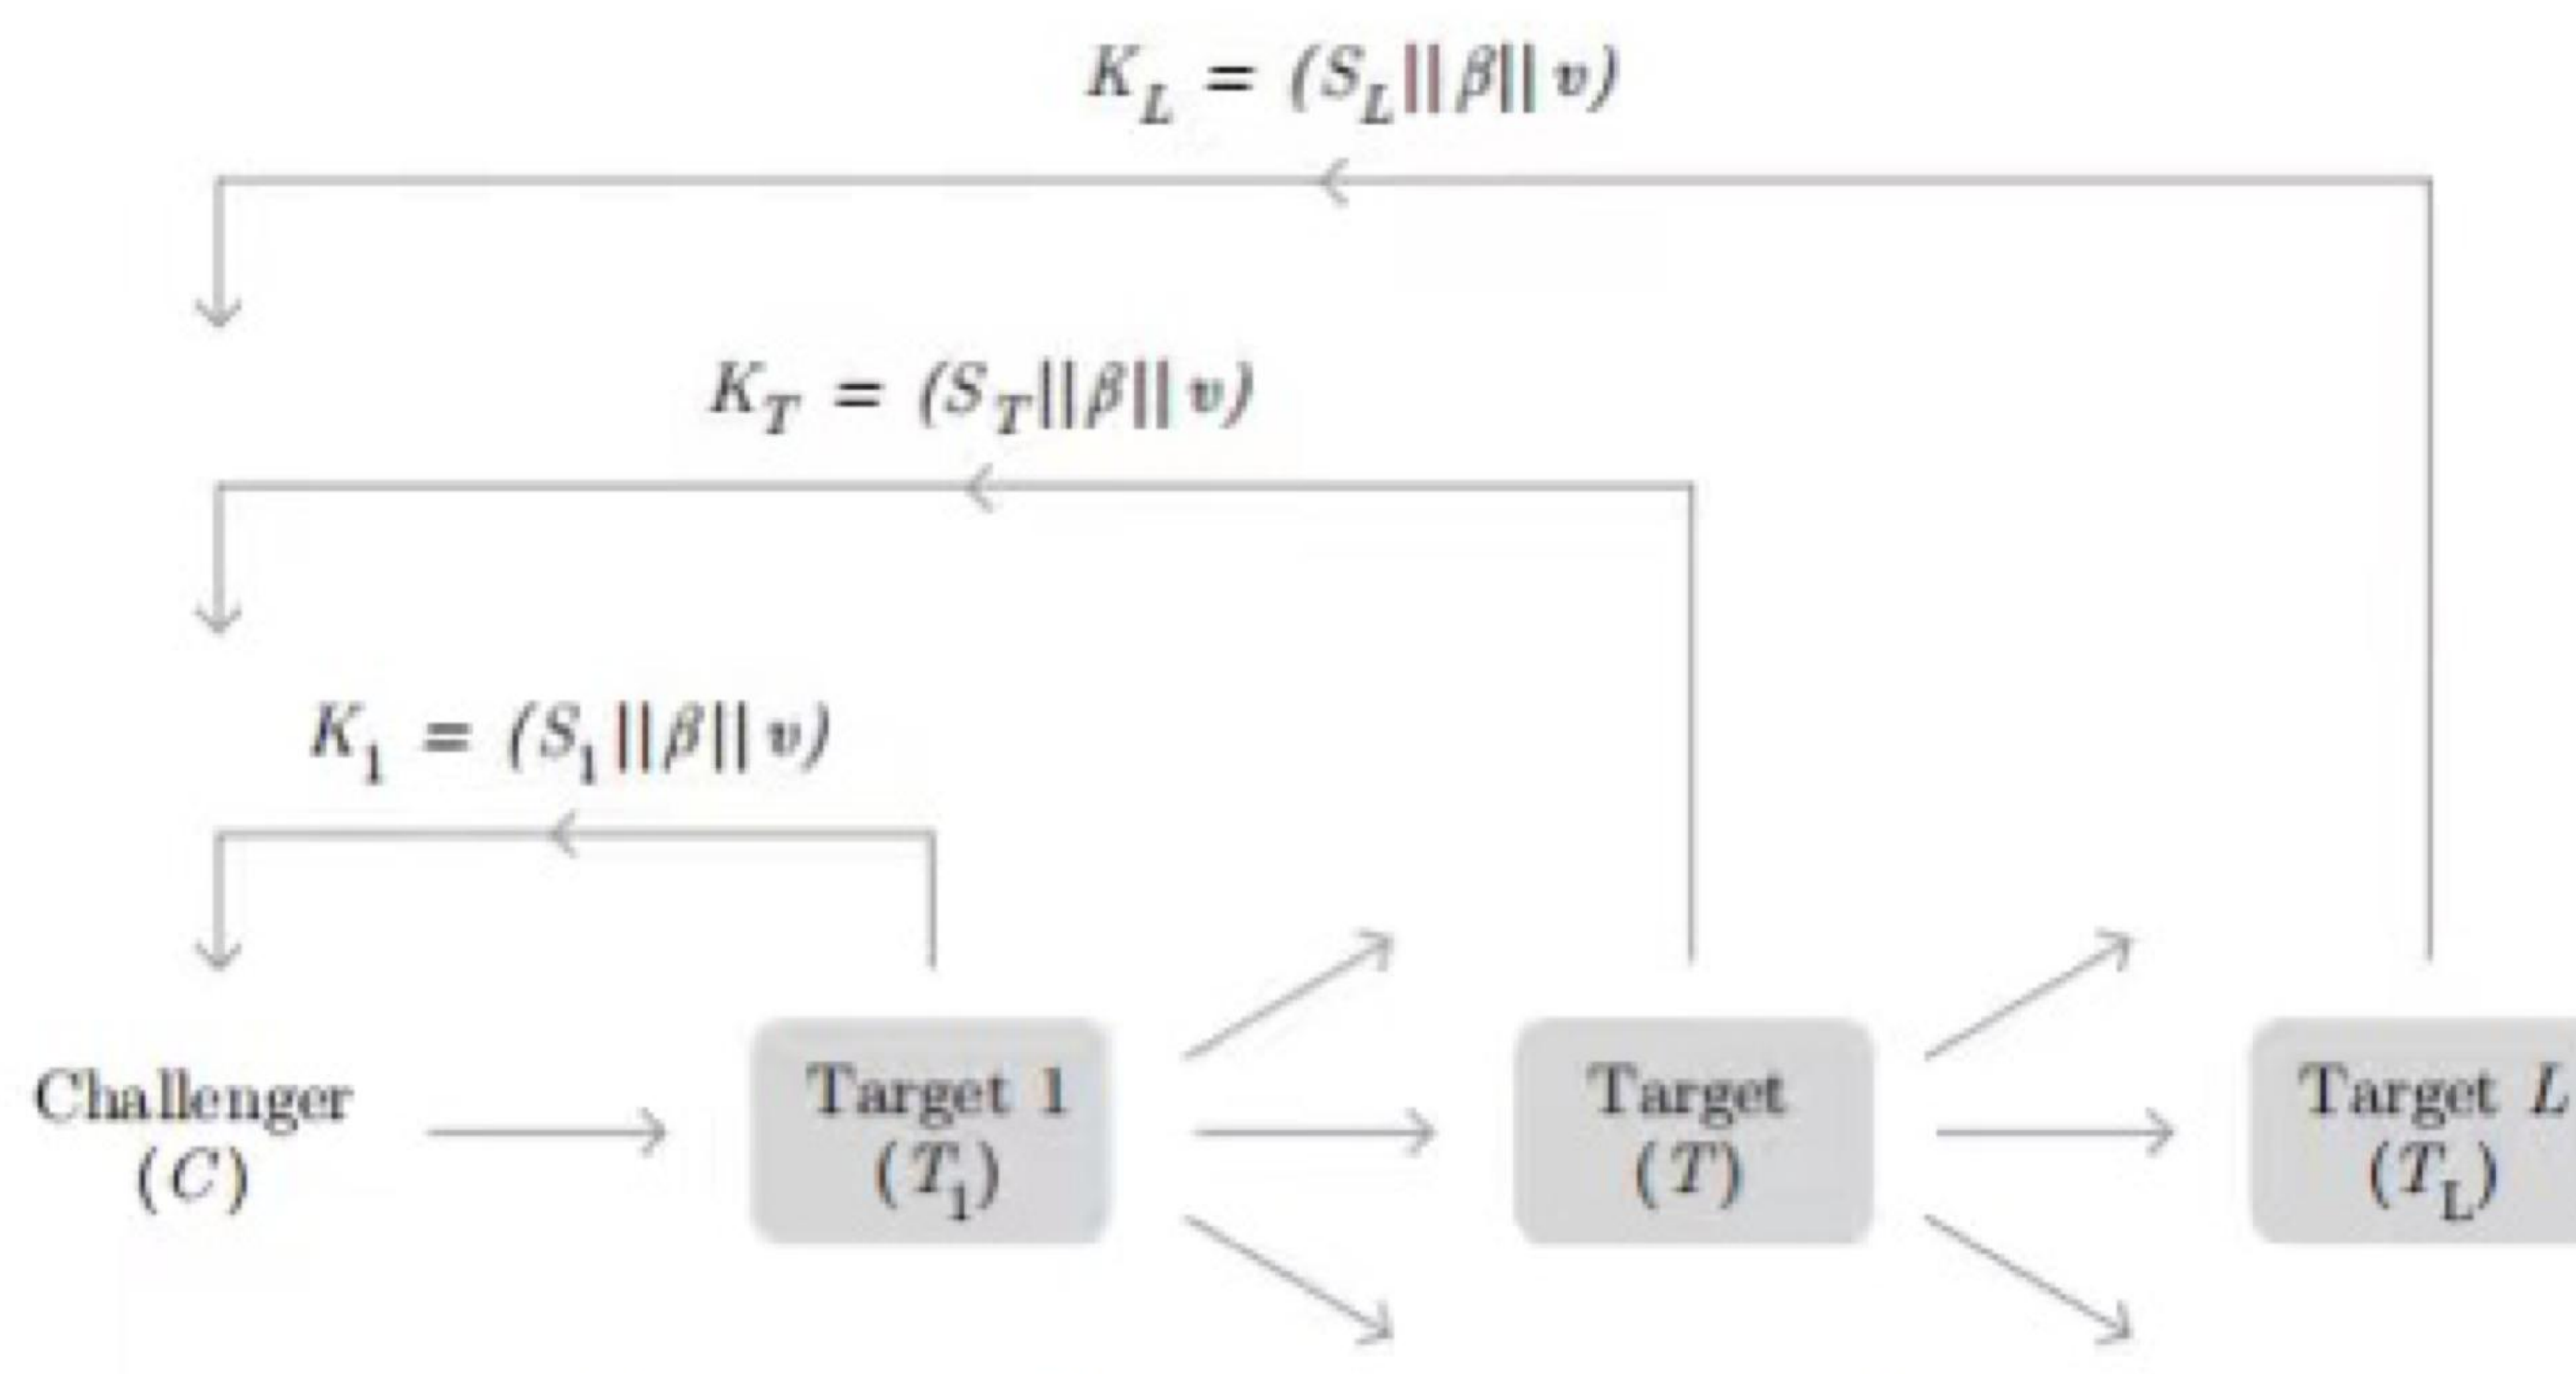 K_L = (S_L||β||v)
K_T = (S_T||β||v)
K_1 = (S_1||β||v)
Challenger
(C)
Target 1
(T_1)
Target
(T)
Target L
(T_L)